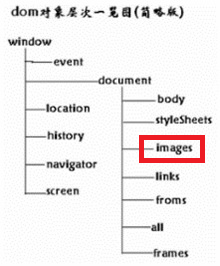 dom对象层次一览图(简略版)
window
event
document
body
location
styleSheets
history
images
navigator
links
screen
froms
all
frames